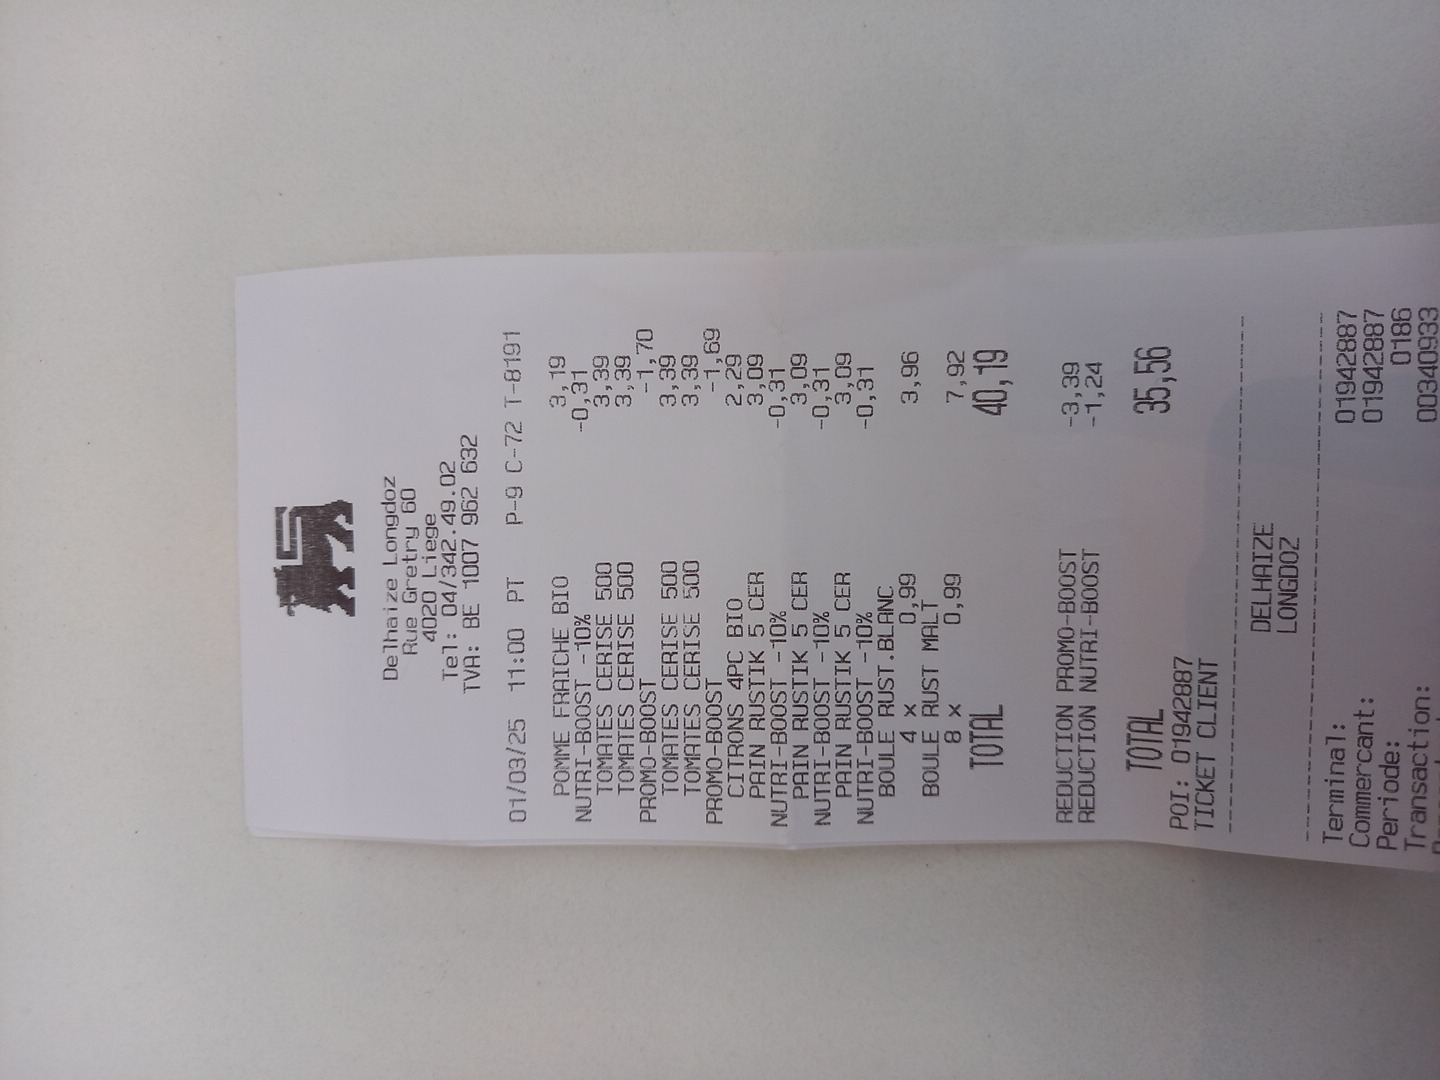 Delhaize Longdoz
Rue Gretry 60
4020 Liege
Tel: 04/342.49.02
TVA: BE 1007 962 632
01/03/25 11:00 PT P-9 C-72 T-8191
POMME FRAICHE BIO 3,19
NUTRI-BOOST -10% -0,31
TOMATES CERISE 500 3,39
TOMATES CERISE 500 3,39
PROMO-BOOST -1,70
TOMATES CERISE 500 3,39
TOMATES CERISE 500 3,39
PROMO-BOOST -1,69
CITRONS 4PC BIO 2,29
PAIN RUSTIK 5 CER 3,09
NUTRI-BOOST -10% -0,31
PAIN RUSTIK 5 CER 3,09
NUTRI-BOOST -10% -0,31
PAIN RUSTIK 5 CER 3,09
NUTRI-BOOST -10% -0,31
BOULE RUST.BLANC
4 x 0,99 3,96
BOULE RUST MALT
8 x 0,99 7,92
TOTAL 40,19
REDUCTION PROMO-BOOST -3,39
REDUCTION NUTRI-BOOST -1,24
TOTAL 35,56
POI: 01942887
TICKET CLIENT
DELHAIZE
LONGDOZ
Terminal: 01942887
Commercant: 01942887
Periode: 0186
Transaction: 00340933